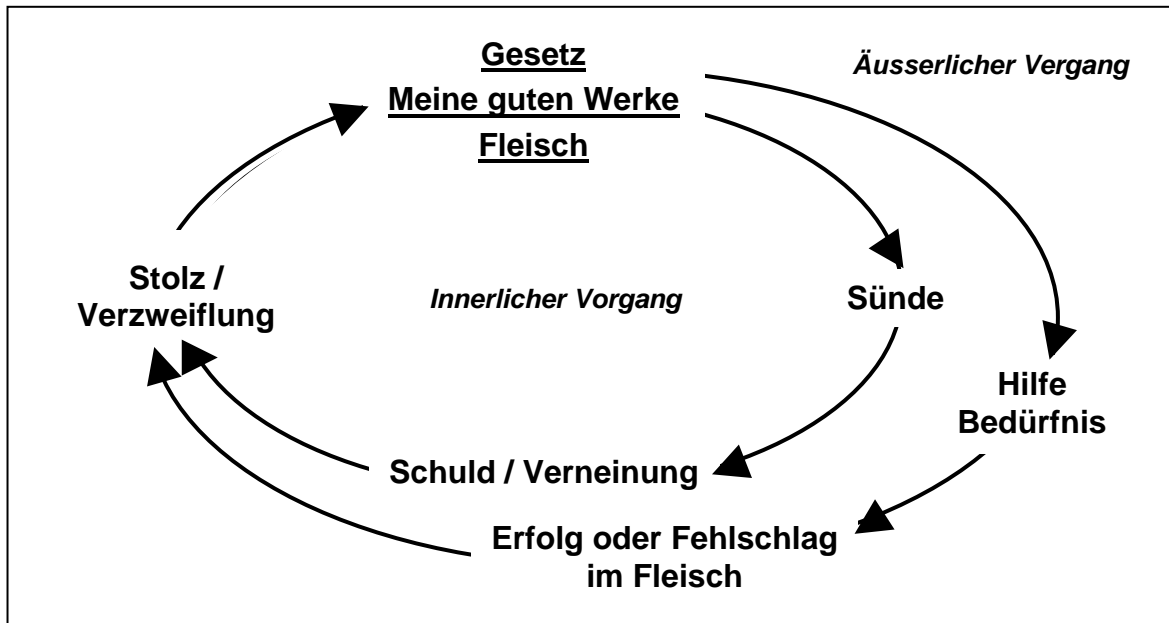 Gesetz
Äusserlicher Vergang
Meine guten Werke
Fleisch
Stolz /
Verzweiflung
Innerlicher Vorgang
Sünde
Hilfe
Bedürfnis
Schuld / Verneinung
Erfolg oder Fehlschlag
im Fleisch